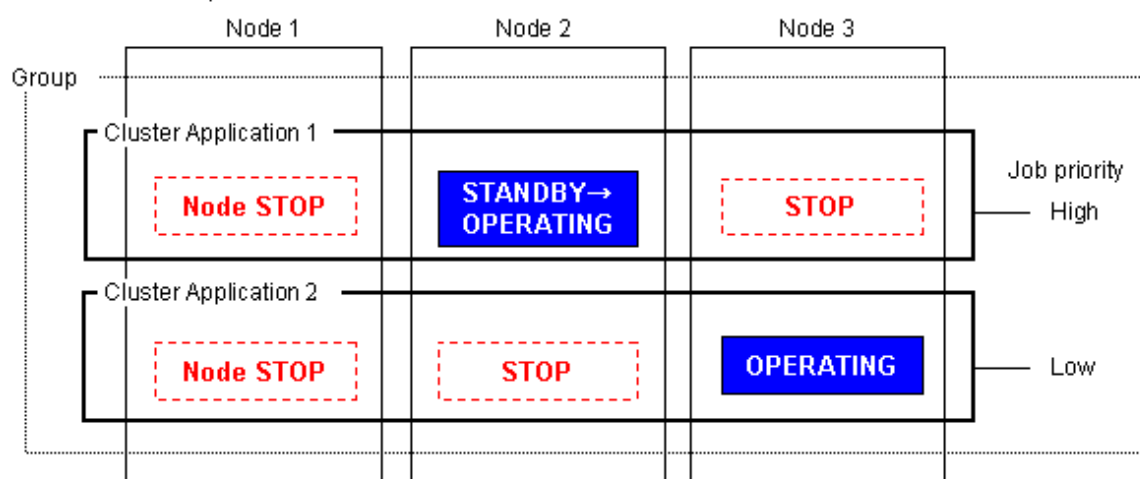 Node 1 Node 2 Node 3
Group
Cluster Application 1
Node STOP
STANDBY→
OPERATING
STOP
Job priority
High
Cluster Application 2
Node STOP
STOP
OPERATING
Low